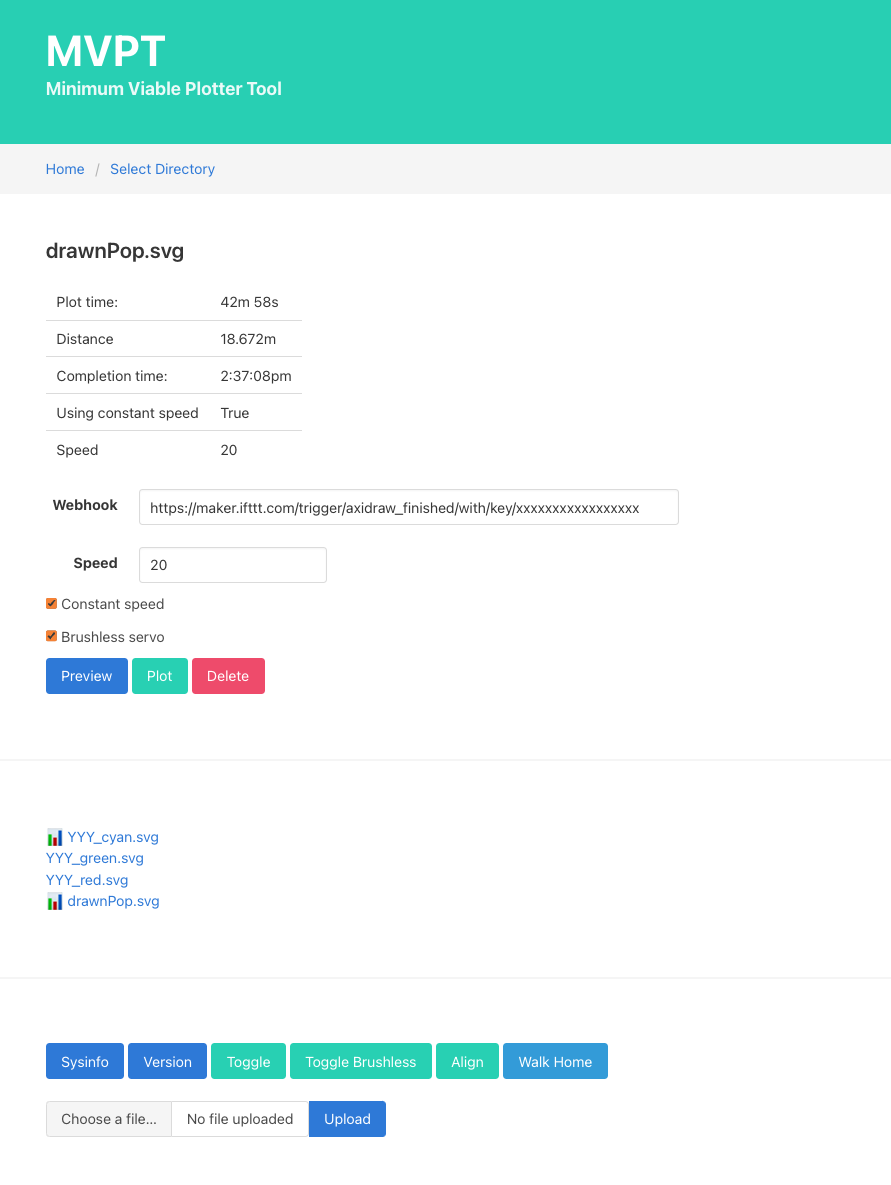 MVPT
Minimum Viable Plotter Tool
Home / Select Directory
drawnPop.svg
Plot time: 42m 58s
Distance 18.672m
Completion time: 2:37:08pm
Using constant speed True
Speed 20
Webhook https://maker.ifttt.com/trigger/axidraw_finished/with/key/xxxxxxxxxxxxxxxxx
Speed 20
Constant speed
Brushless servo
Preview Plot Delete
YYY_cyan.svg
YYY_green.svg
YYY_red.svg
drawnPop.svg
Sysinfo Version Toggle Toggle Brushless Align Walk Home
Choose a file... No file uploaded Upload